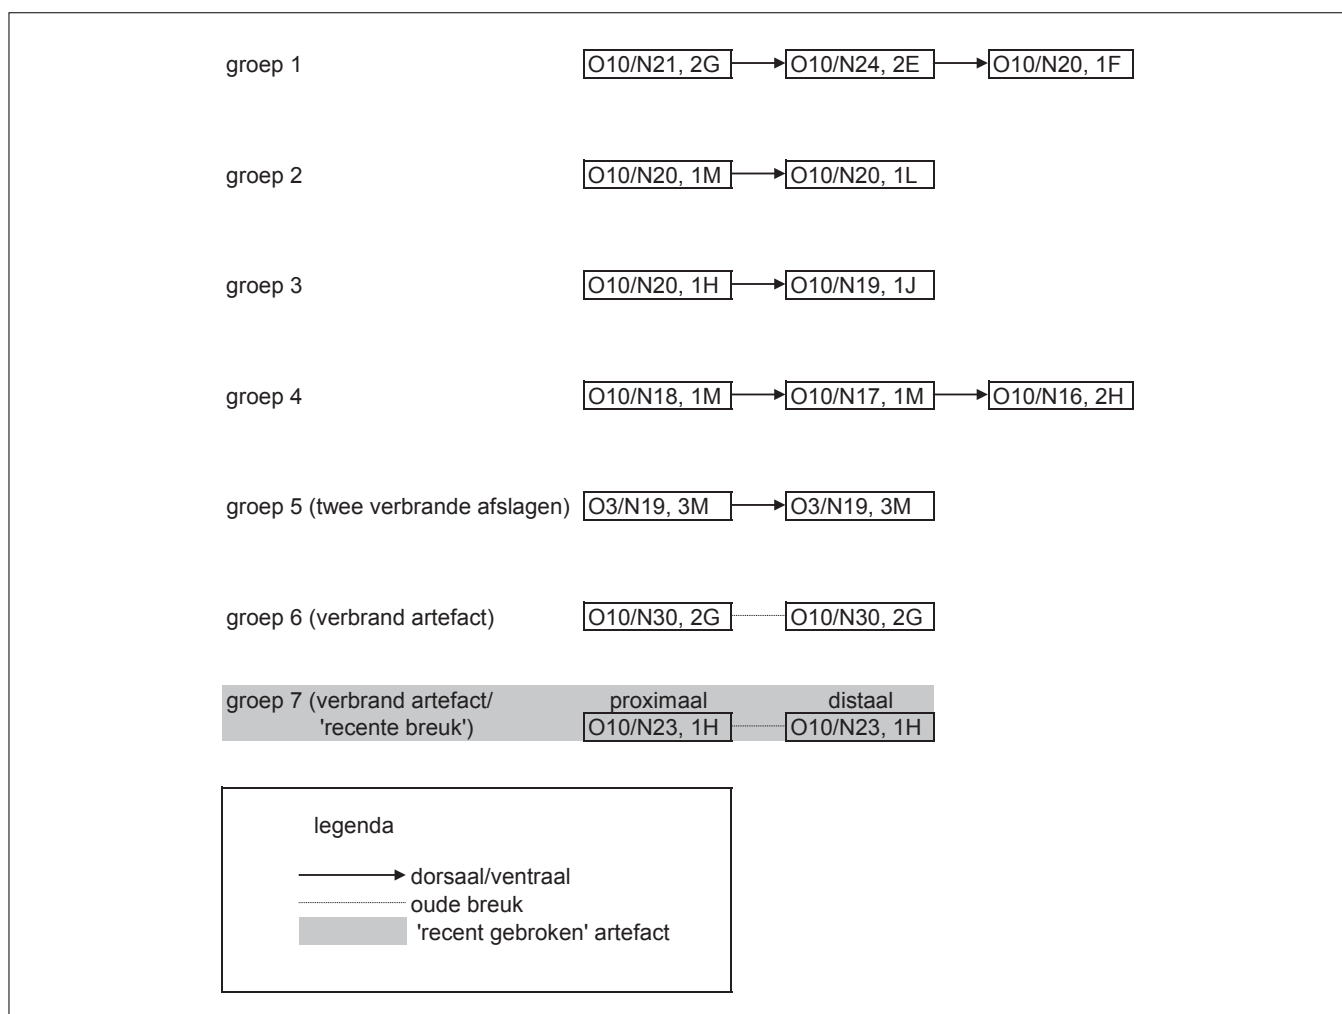 groep 1 O10/N21, 2G O10/N24, 2E O10/N20, 1F
groep 2 O10/N20, 1M O10/N20, 1L
groep 3 O10/N20, 1H O10/N19, 1J
groep 4 O10/N18, 1M O10/N17, 1M O10/N16, 2H
groep 5 (twee verbrande afslagen) O3/N19, 3M O3/N19, 3M
groep 6 (verbrand artefact) O10/N30, 2G O10/N30, 2G
groep 7 (verbrand artefact/ proximaal distaal
'recente breuk') O10/N23, 1H O10/N23, 1H
legenda
dorsaal/ventraal
oude breuk
'recent gebroken' artefact